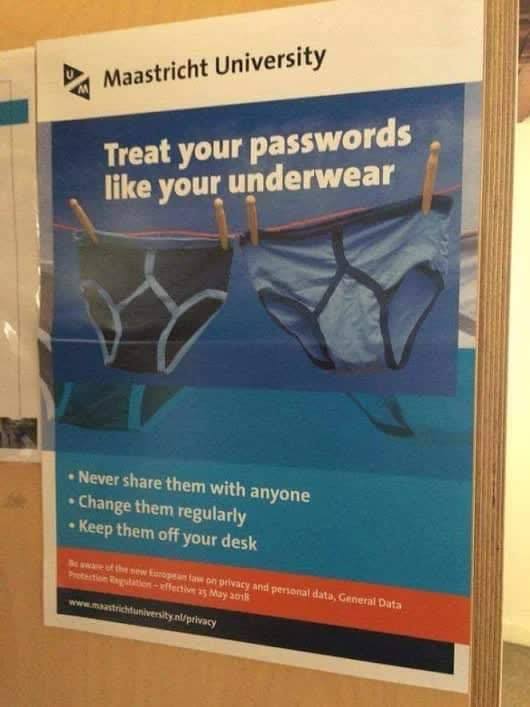 U
M
Maastricht University
Treat your passwords
like your underwear
• Never share them with anyone
• Change them regularly
• Keep them off your desk
Be aware of the new European law on privacy and personal data, General Data
Protection Regulation – effective 25 May 2018
www.maastrichtuniversity.nl/privacy